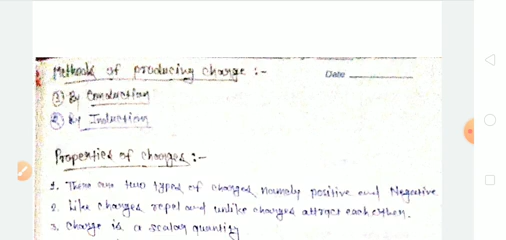 Methods of producing charge :-
Date
① By Conduction
② By Induction
Properties of charges :-
1. There are two types of charges namely positive and Negative.
2. Like charges repel and unlike charges attract each other.
3. Charge is a scalar quantity